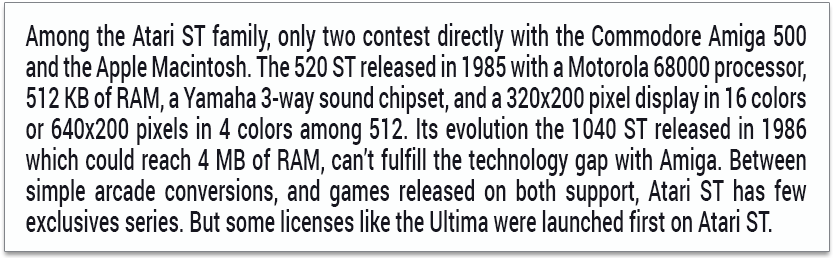 Among the Atari ST family, only two contest directly with the Commodore Amiga 500
and the Apple Macintosh. The 520 ST released in 1985 with a Motorola 68000 processor,
512 KB of RAM, a Yamaha 3-way sound chipset, and a 320x200 pixel display in 16 colors
or 640x200 pixels in 4 colors among 512. Its evolution the 1040 ST released in 1986
which could reach 4 MB of RAM, can't fulfill the technology gap with Amiga. Between
simple arcade conversions, and games released on both support, Atari ST has few
exclusives series. But some licenses like the Ultima were launched first on Atari ST.